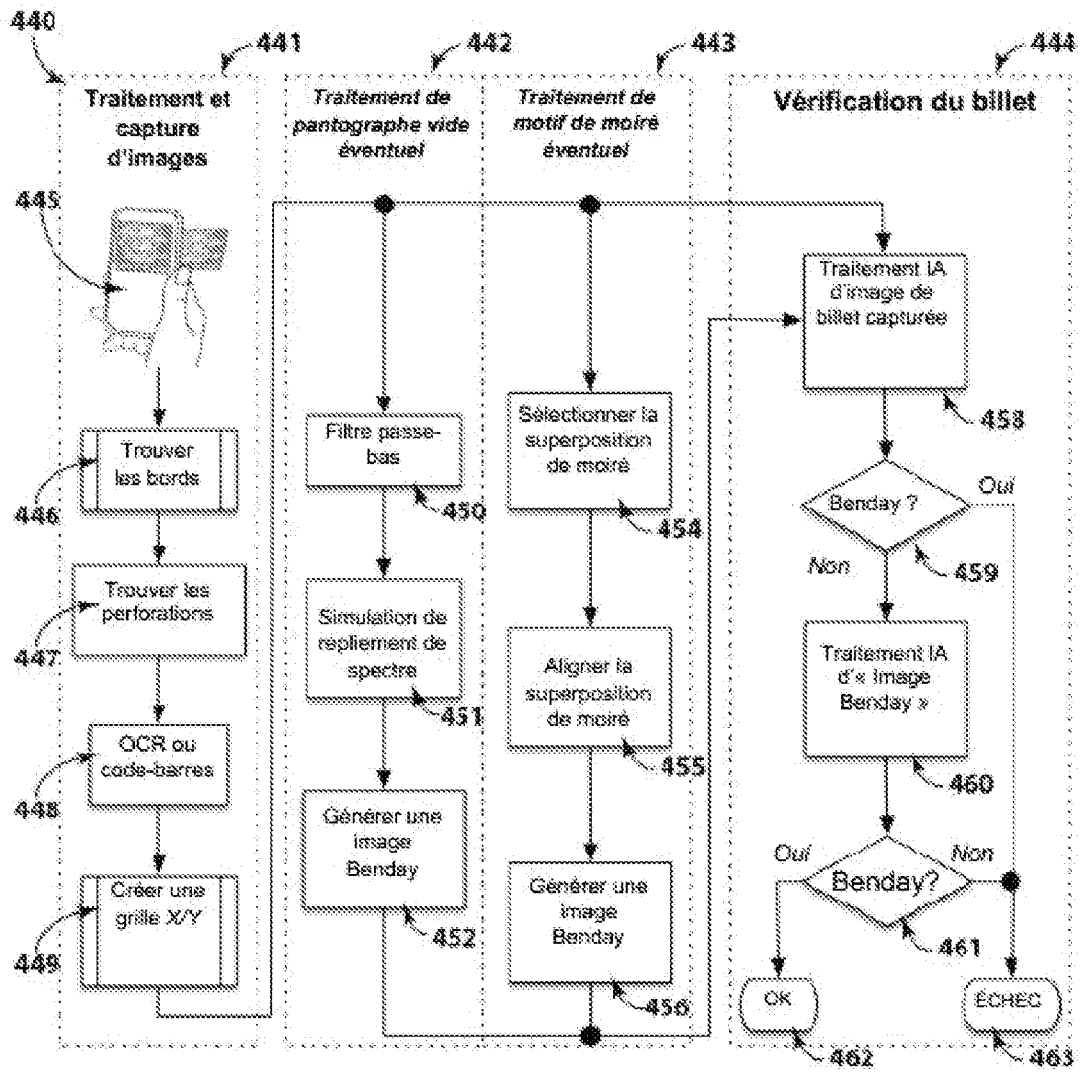 440
441
442
443
444
Traitement et
capture
d'images
Traitement de
pantographe vide
éventuel
Traitement de
motif de moiré
éventuel
Vérification du billet
445
Trouver
les bords
446
Trouver les
perforations
447
OCR ou
code-barres
448
Créer une
grille X/Y
449
Filtre passe-
bas
450
Simulation de
repliement de
spectre
451
Générer une
image
Benday
452
Sélectionner la
superposition
de moiré
454
Aligner la
superposition
de moiré
455
Générer une
image
Benday
456
Traitement IA
d'image de
billet capturée
458
Benday ?
Oui
Non
459
Traitement IA
d'« Image
Benday »
460
Oui
Non
Benday?
461
OK
ÉCHEC
462
463